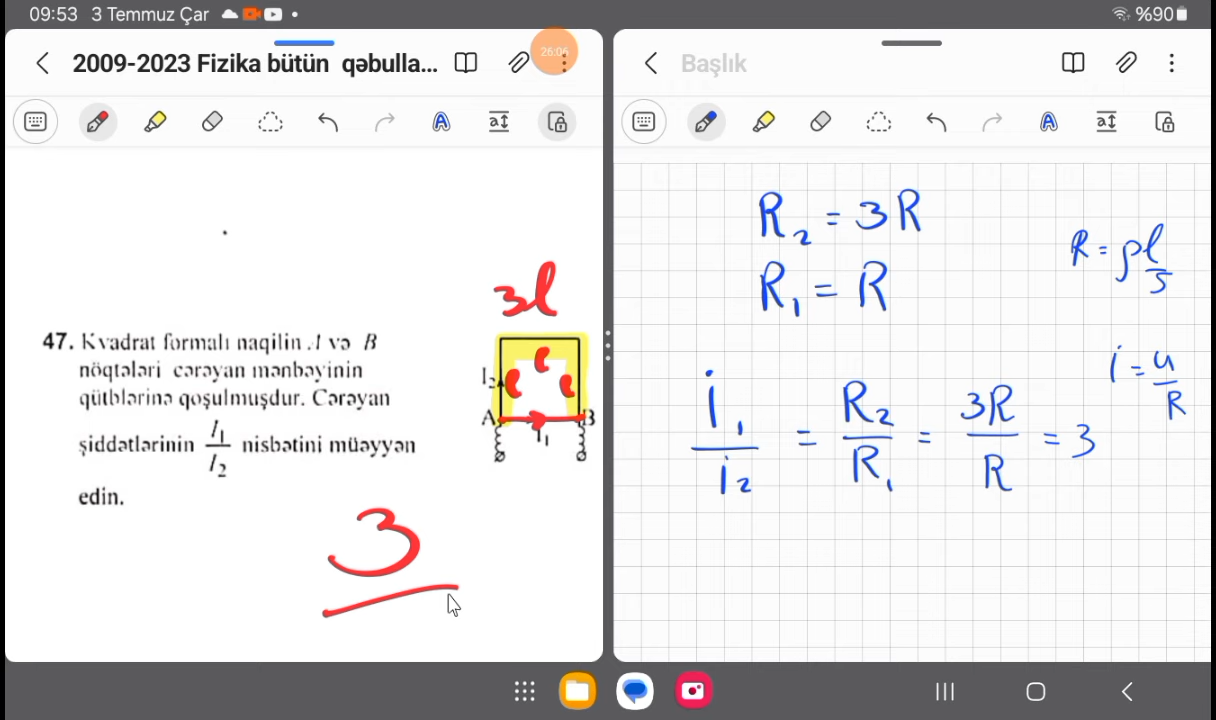 09:53 3 Temmuz Çar
%90
2009-2023 Fizika bütün qəbulla...
26:06
3l
47. Kvadrat formalı naqilin A və B
nöqtələri cərəyan mənbəyinin
qütblərinə qoşulmuşdur. Cərəyan
şiddətlərinin I₁/I₂ nisbətini müəyyən
edin.
I₂
A B
I₁
3
Başlık
R₂ = 3R
R₁ = R
R = ρl/s
i = u/R
i₁/i₂ = R₂/R₁ = 3R/R = 3